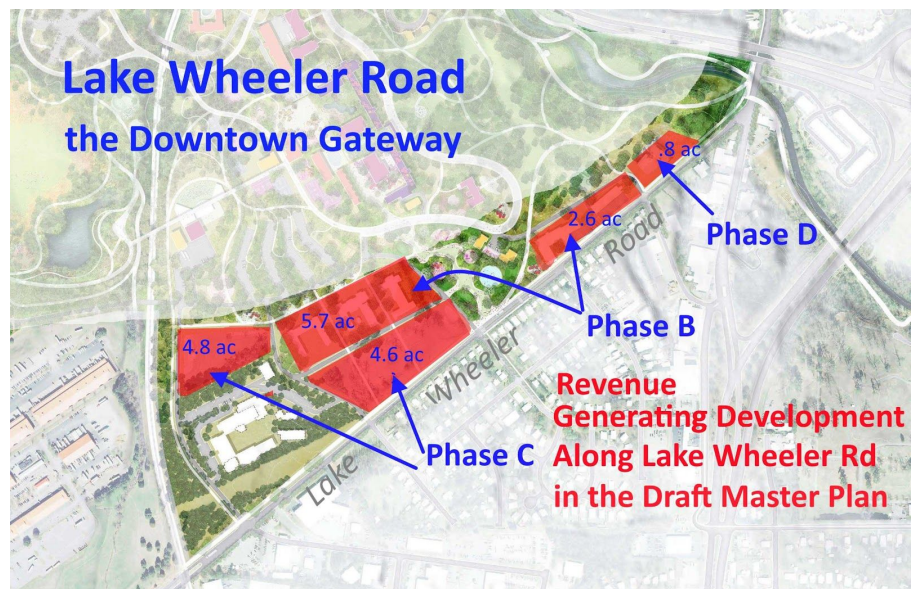 Lake Wheeler Road
the Downtown Gateway
.8 ac
2.6 ac
Road
Phase D
5.7 ac
4.8 ac
4.6 ac
Phase B
Wheeler
Revenue
Generating Development
Along Lake Wheeler Rd
in the Draft Master Plan
Phase C
Lake